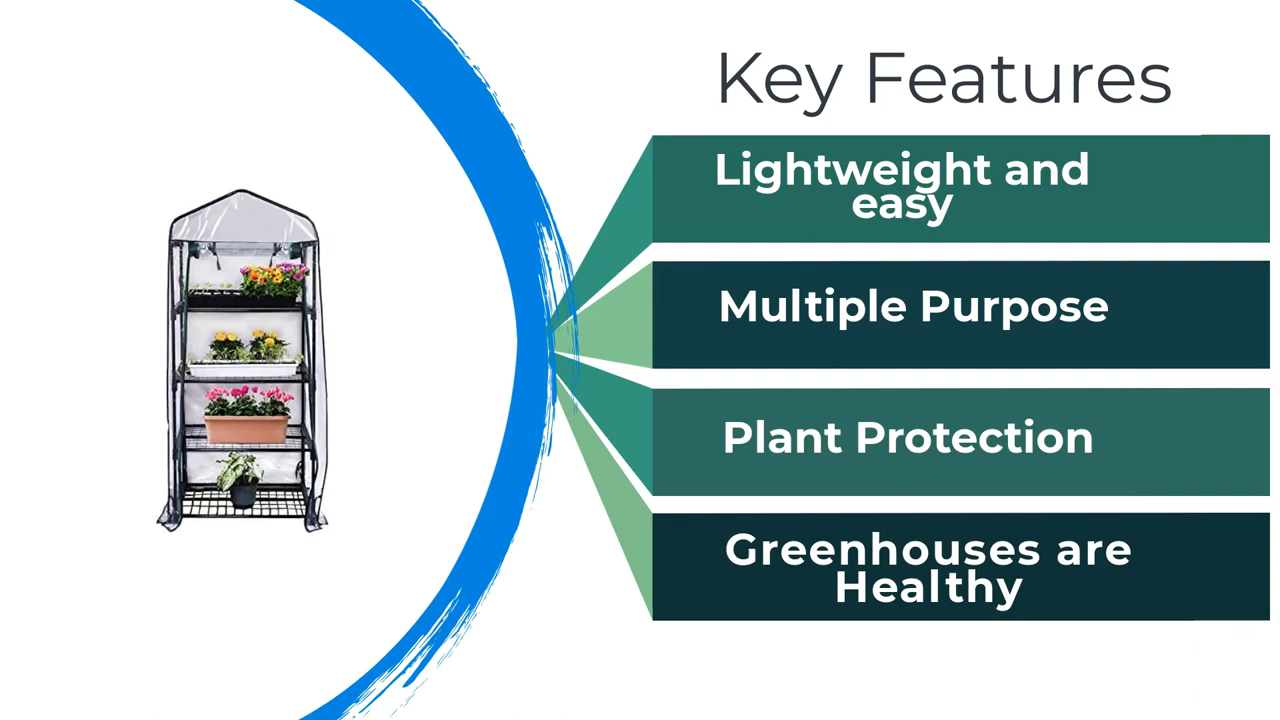 Key Features
Lightweight and
easy
Multiple Purpose
Plant Protection
Greenhouses are
Healthy